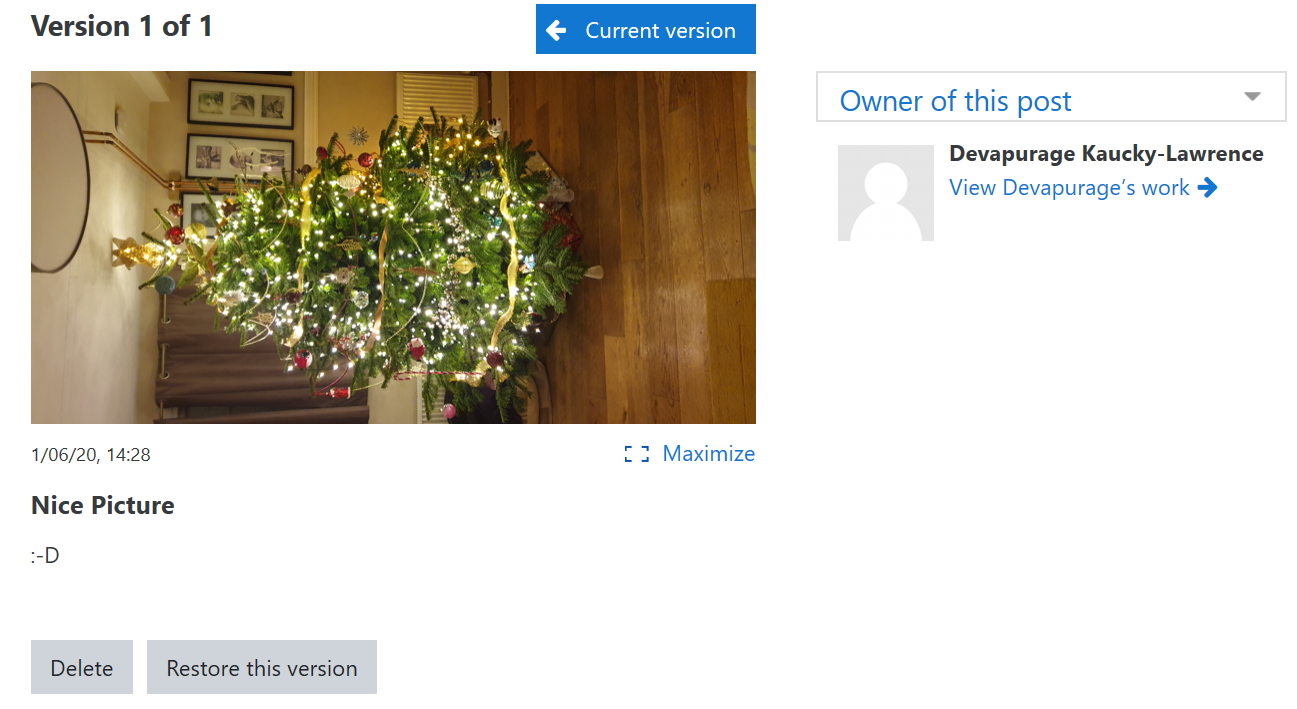 Version 1 of 1
Current version
Owner of this post
Devapurage Kaucky-Lawrence
View Devapurage’s work
1/06/20, 14:28
Maximize
Nice Picture
:-D
Delete
Restore this version